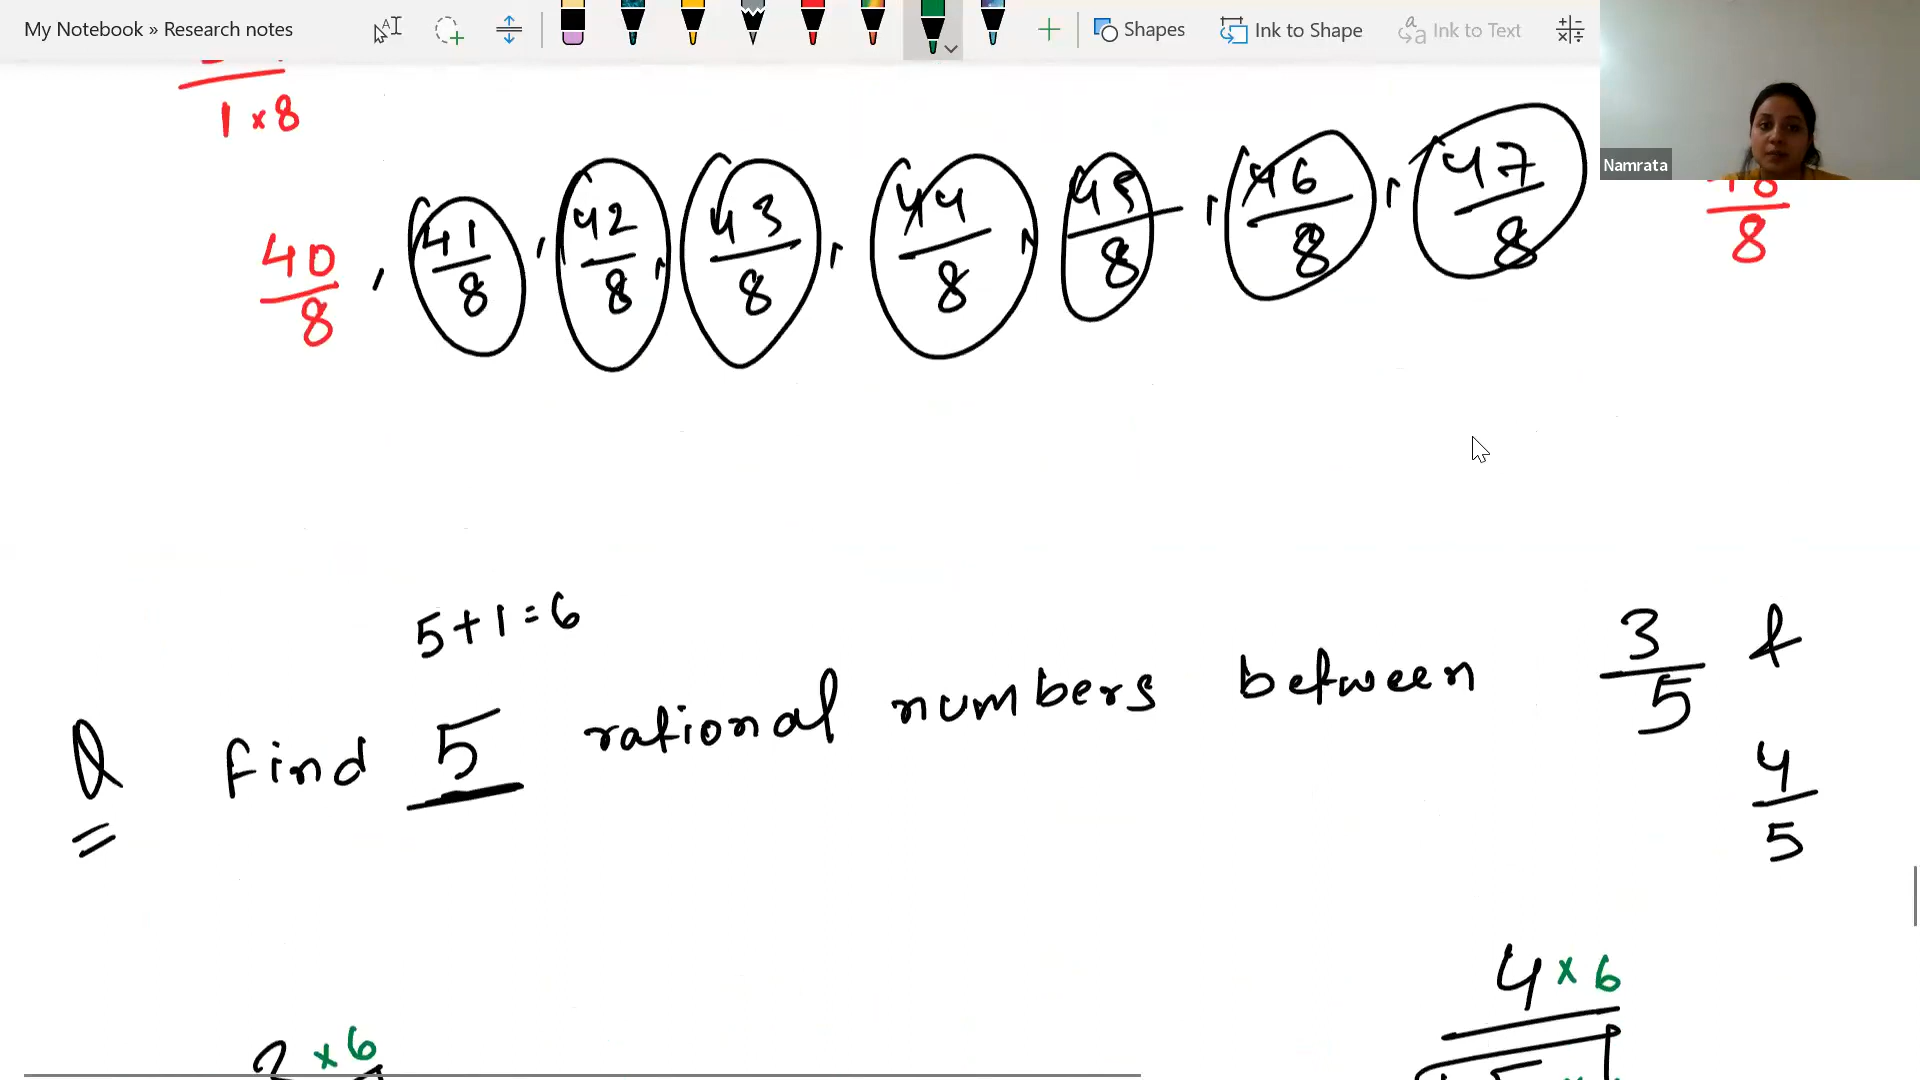 My Notebook » Research notes
Shapes Ink to Shape Ink to Text
Namrata
1 × 8
40/8 , 41/8 , 42/8 , 43/8 , 44/8 , 45/8 , 46/8 , 47/8
8
5+1=6
Q find 5 rational numbers between 3/5 &
4/5
4 × 6
3 × 6